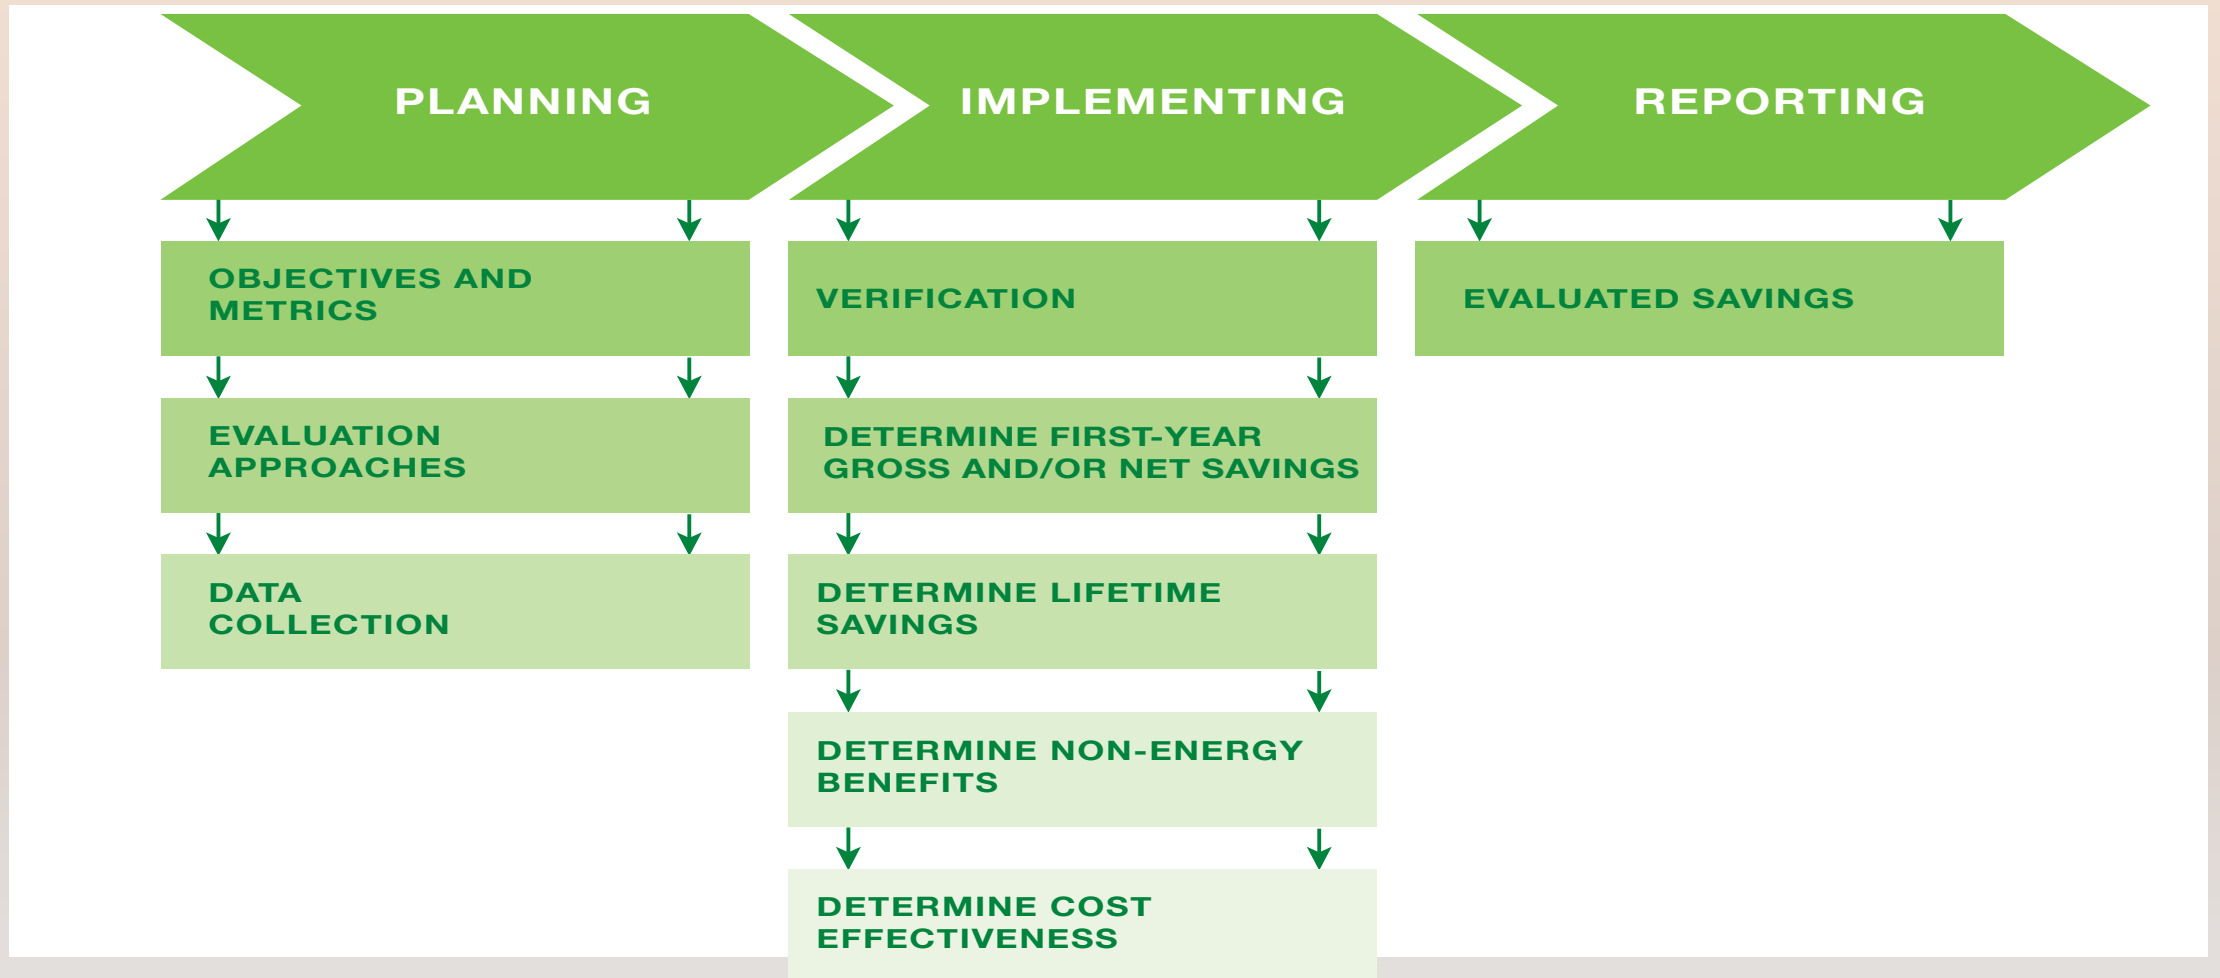 PLANNING
IMPLEMENTING
REPORTING
OBJECTIVES AND
METRICS
EVALUATION
APPROACHES
DATA
COLLECTION
VERIFICATION
DETERMINE FIRST-YEAR
GROSS AND/OR NET SAVINGS
DETERMINE LIFETIME
SAVINGS
DETERMINE NON-ENERGY
BENEFITS
DETERMINE COST
EFFECTIVENESS
EVALUATED SAVINGS